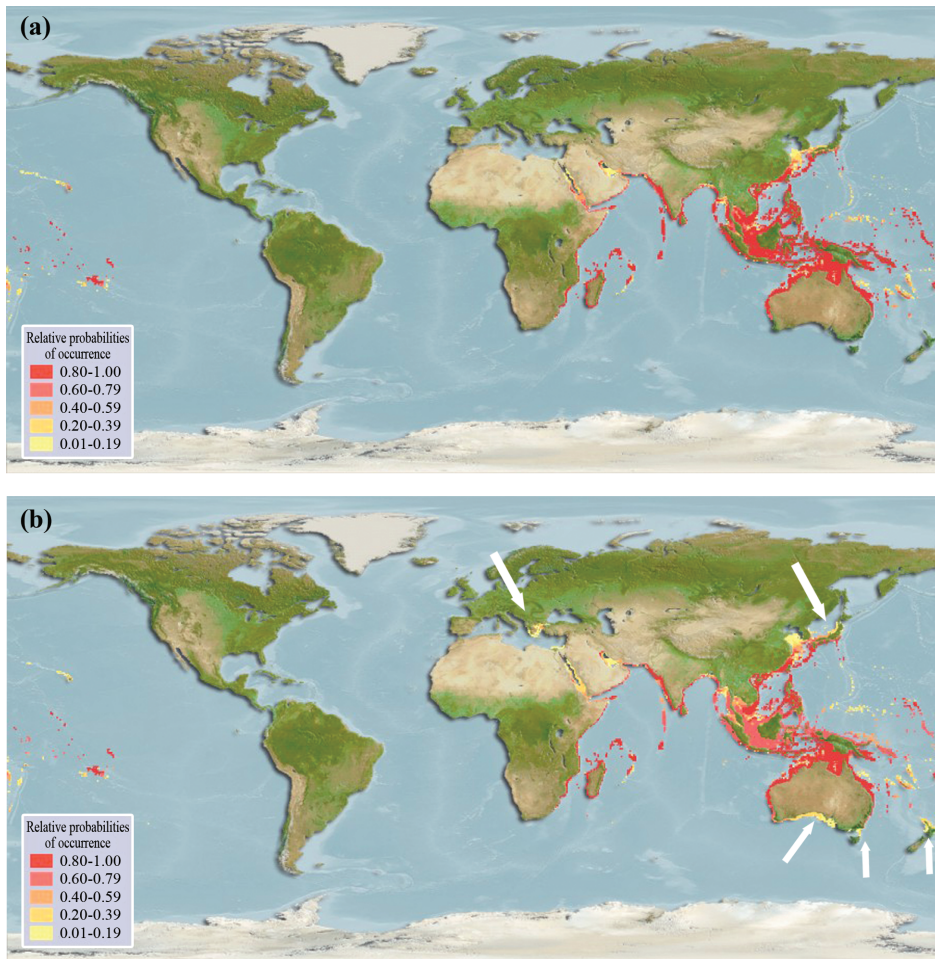 (a)
Relative probabilities
of occurrence
0.80-1.00
0.60-0.79
0.40-0.59
0.20-0.39
0.01-0.19
(b)
Relative probabilities
of occurrence
0.80-1.00
0.60-0.79
0.40-0.59
0.20-0.39
0.01-0.19